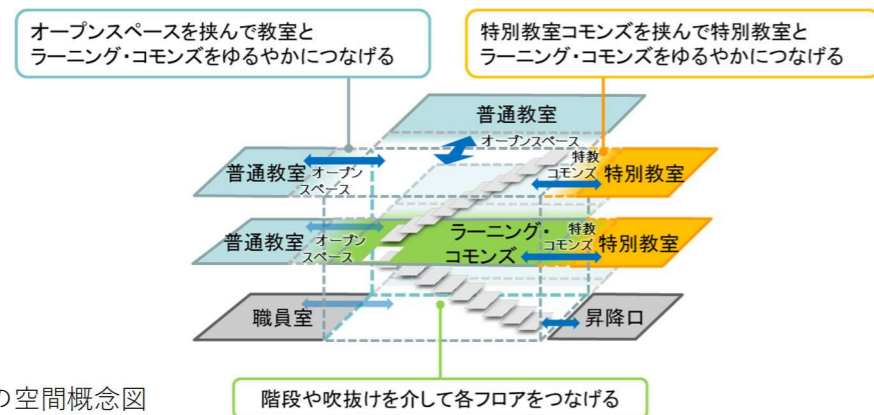 オープンスペースを挟んで教室と
ラーニング・コモンズをゆるやかにつなげる
特別教室コモンズを挟んで特別教室と
ラーニング・コモンズをゆるやかにつなげる
普通教室
オープンスペース
普通教室
オープン
スペース
特教
コモンズ
特別教室
普通教室
オープン
スペース
ラーニング・
コモンズ
特教
コモンズ
特別教室
職員室
昇降口
階段や吹抜けを介して各フロアをつなげる
の空間概念図